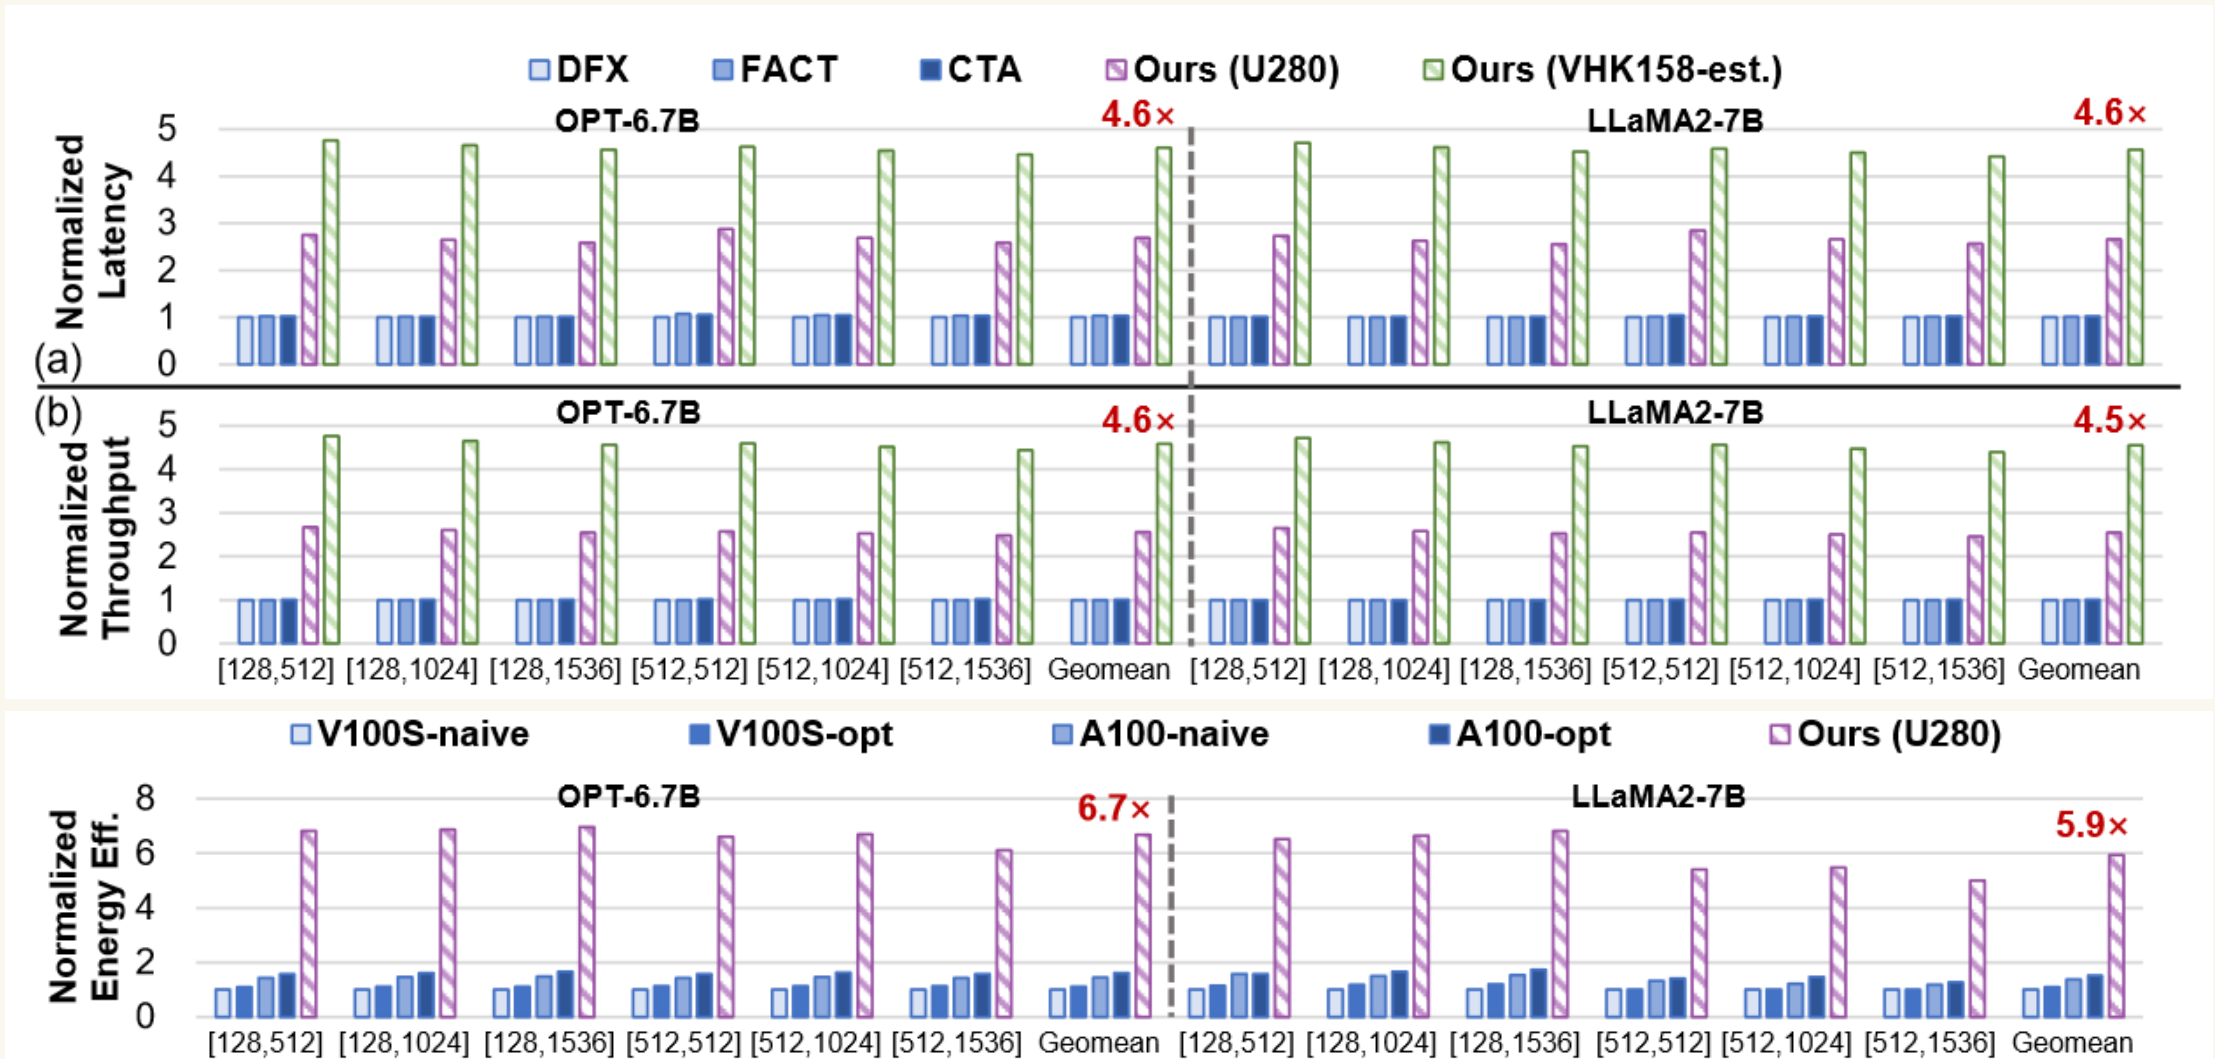 DFX FACT CTA Ours (U280) Ours (VHK158-est.)
OPT-6.7B 4.6× LLaMA2-7B 4.6×
Normalized
Latency
5
4
3
2
1
0
(a)
(b)
OPT-6.7B 4.6× LLaMA2-7B 4.5×
Normalized
Throughput
5
4
3
2
1
0
[128,512] [128,1024] [128,1536] [512,512] [512,1024] [512,1536] Geomean [128,512] [128,1024] [128,1536] [512,512] [512,1024] [512,1536] Geomean
V100S-naive V100S-opt A100-naive A100-opt Ours (U280)
OPT-6.7B 6.7× LLaMA2-7B 5.9×
Normalized
Energy Eff.
8
6
4
2
0
[128,512] [128,1024] [128,1536] [512,512] [512,1024] [512,1536] Geomean [128,512] [128,1024] [128,1536] [512,512] [512,1024] [512,1536] Geomean